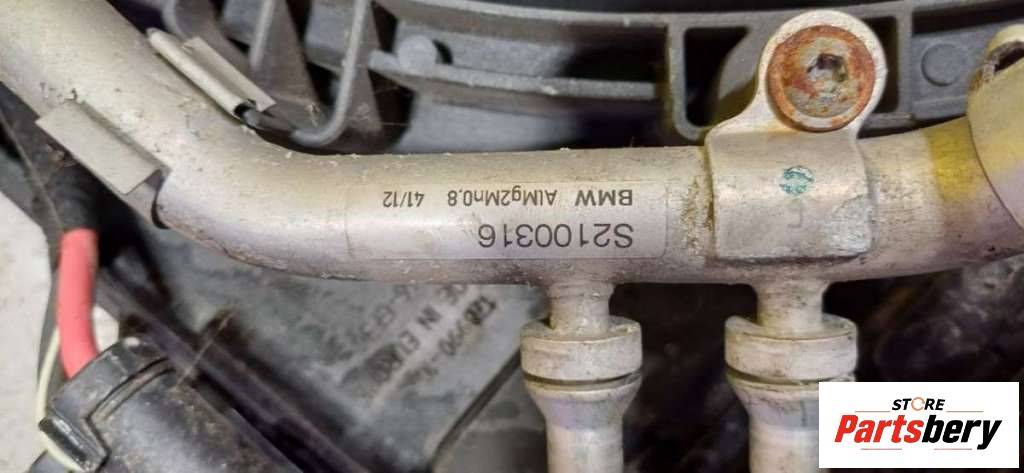 S2100316
BMW AlMg2Mn0,8 41/12
STORE
Partsbery